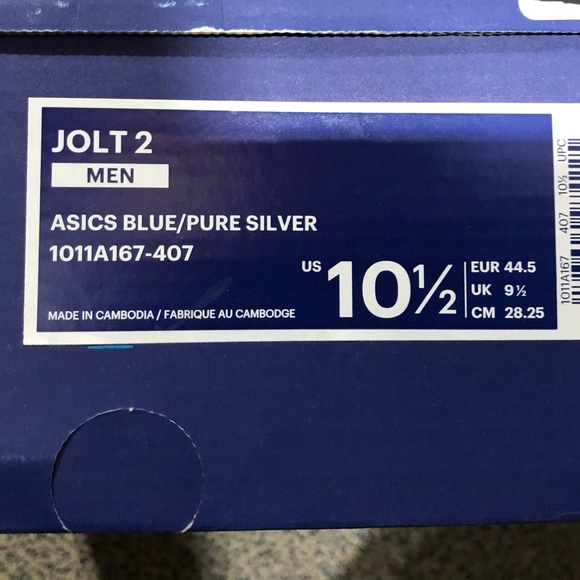 JOLT 2
MEN
ASICS BLUE/PURE SILVER
1011A167-407
MADE IN CAMBODIA / FABRIQUE AU CAMBODGE
US 10½
EUR 44.5
UK 9½
CM 28.25
1011A167 407 10½ UPC